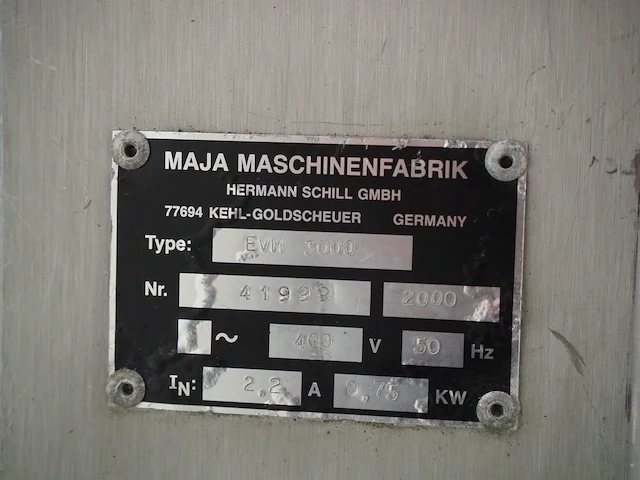 MAJA MASCHINENFABRIK
HERMANN SCHILL GMBH
77694 KEHL-GOLDSCHEUER GERMANY
Type: EVM 3000
Nr. 41999 2000
~ 400 V 50 Hz
IN: 2,2 A 0,75 KW